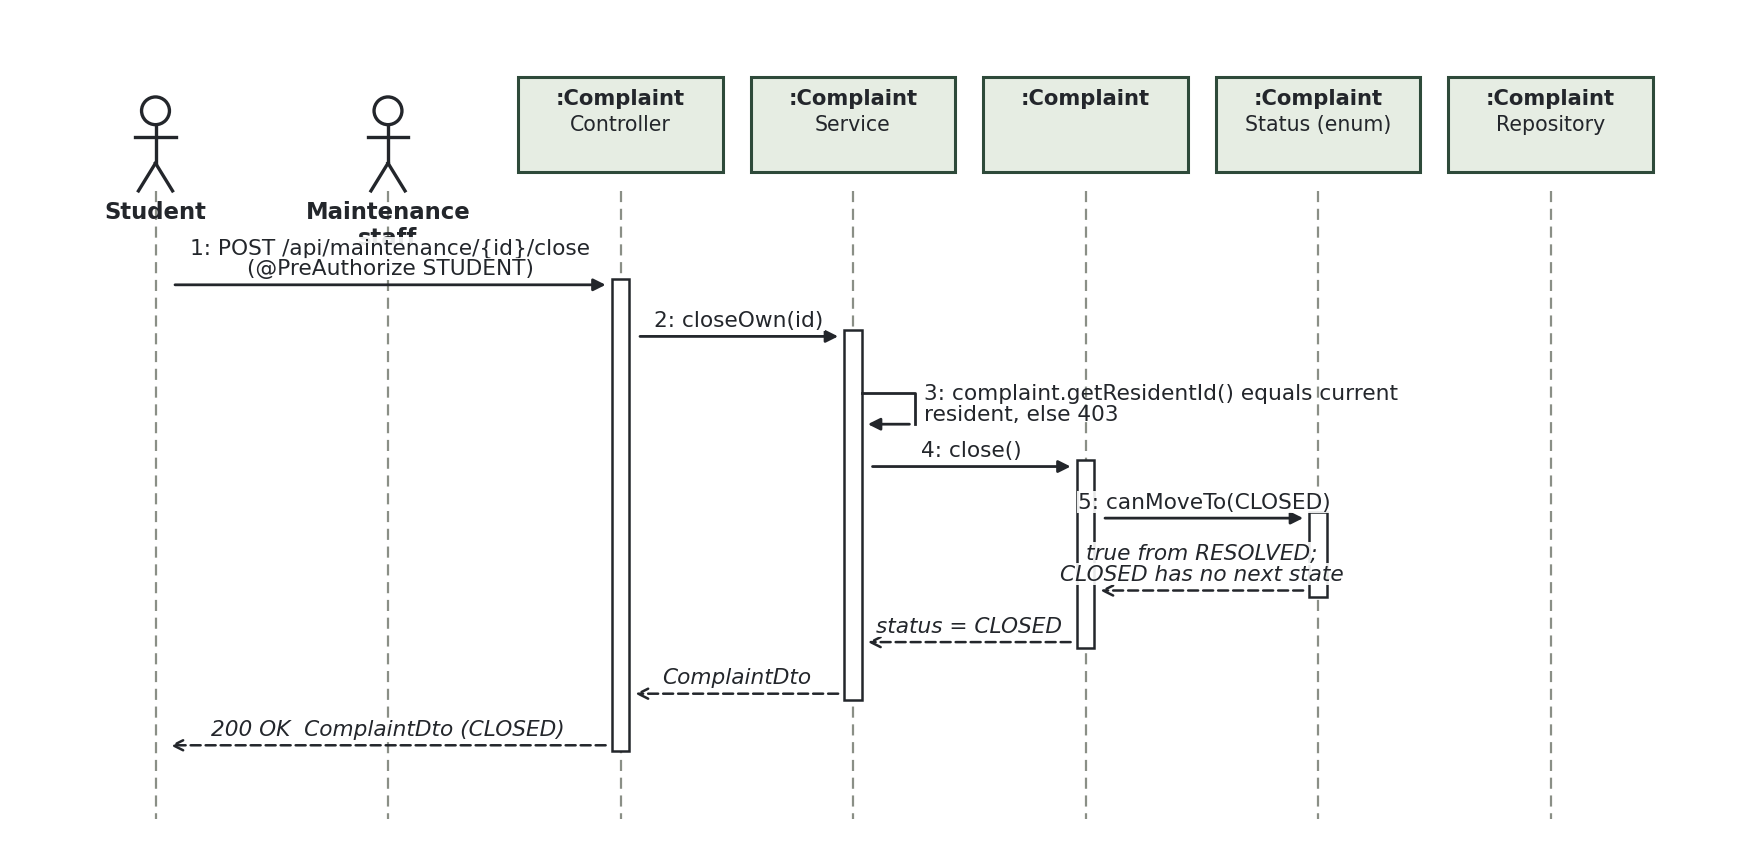 :Complaint
Controller
:Complaint
Service
:Complaint
:Complaint
Status (enum)
:Complaint
Repository
Student
Maintenance
staff
1: POST /api/maintenance/{id}/close
(@PreAuthorize STUDENT)
2: closeOwn(id)
3: complaint.getResidentId() equals current
resident, else 403
4: close()
5: canMoveTo(CLOSED)
true from RESOLVED;
CLOSED has no next state
status = CLOSED
ComplaintDto
200 OK  ComplaintDto (CLOSED)